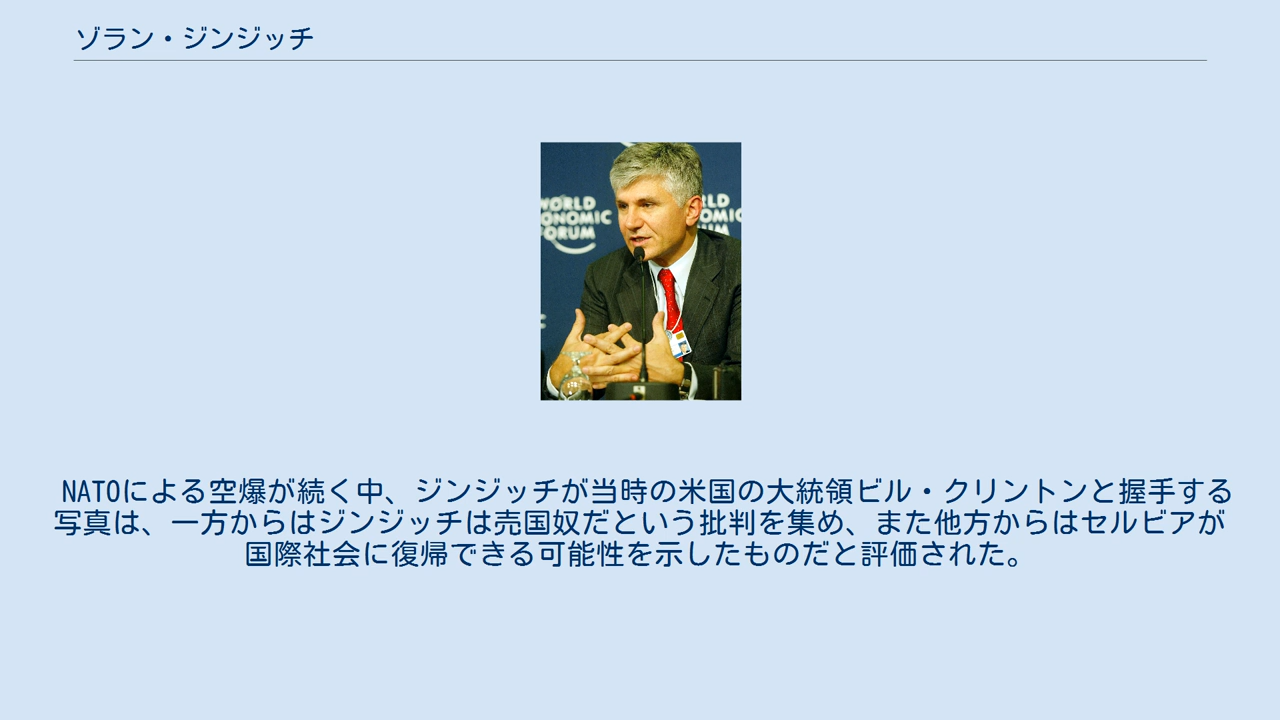 ゾラン・ジンジッチ
WORLD
ECONOMIC
FORUM
NATOによる空爆が続く中、ジンジッチが当時の米国の大統領ビル・クリントンと握手する
写真は、一方からはジンジッチは売国奴だという批判を集め、また他方からはセルビアが
国際社会に復帰できる可能性を示したものだと評価された。